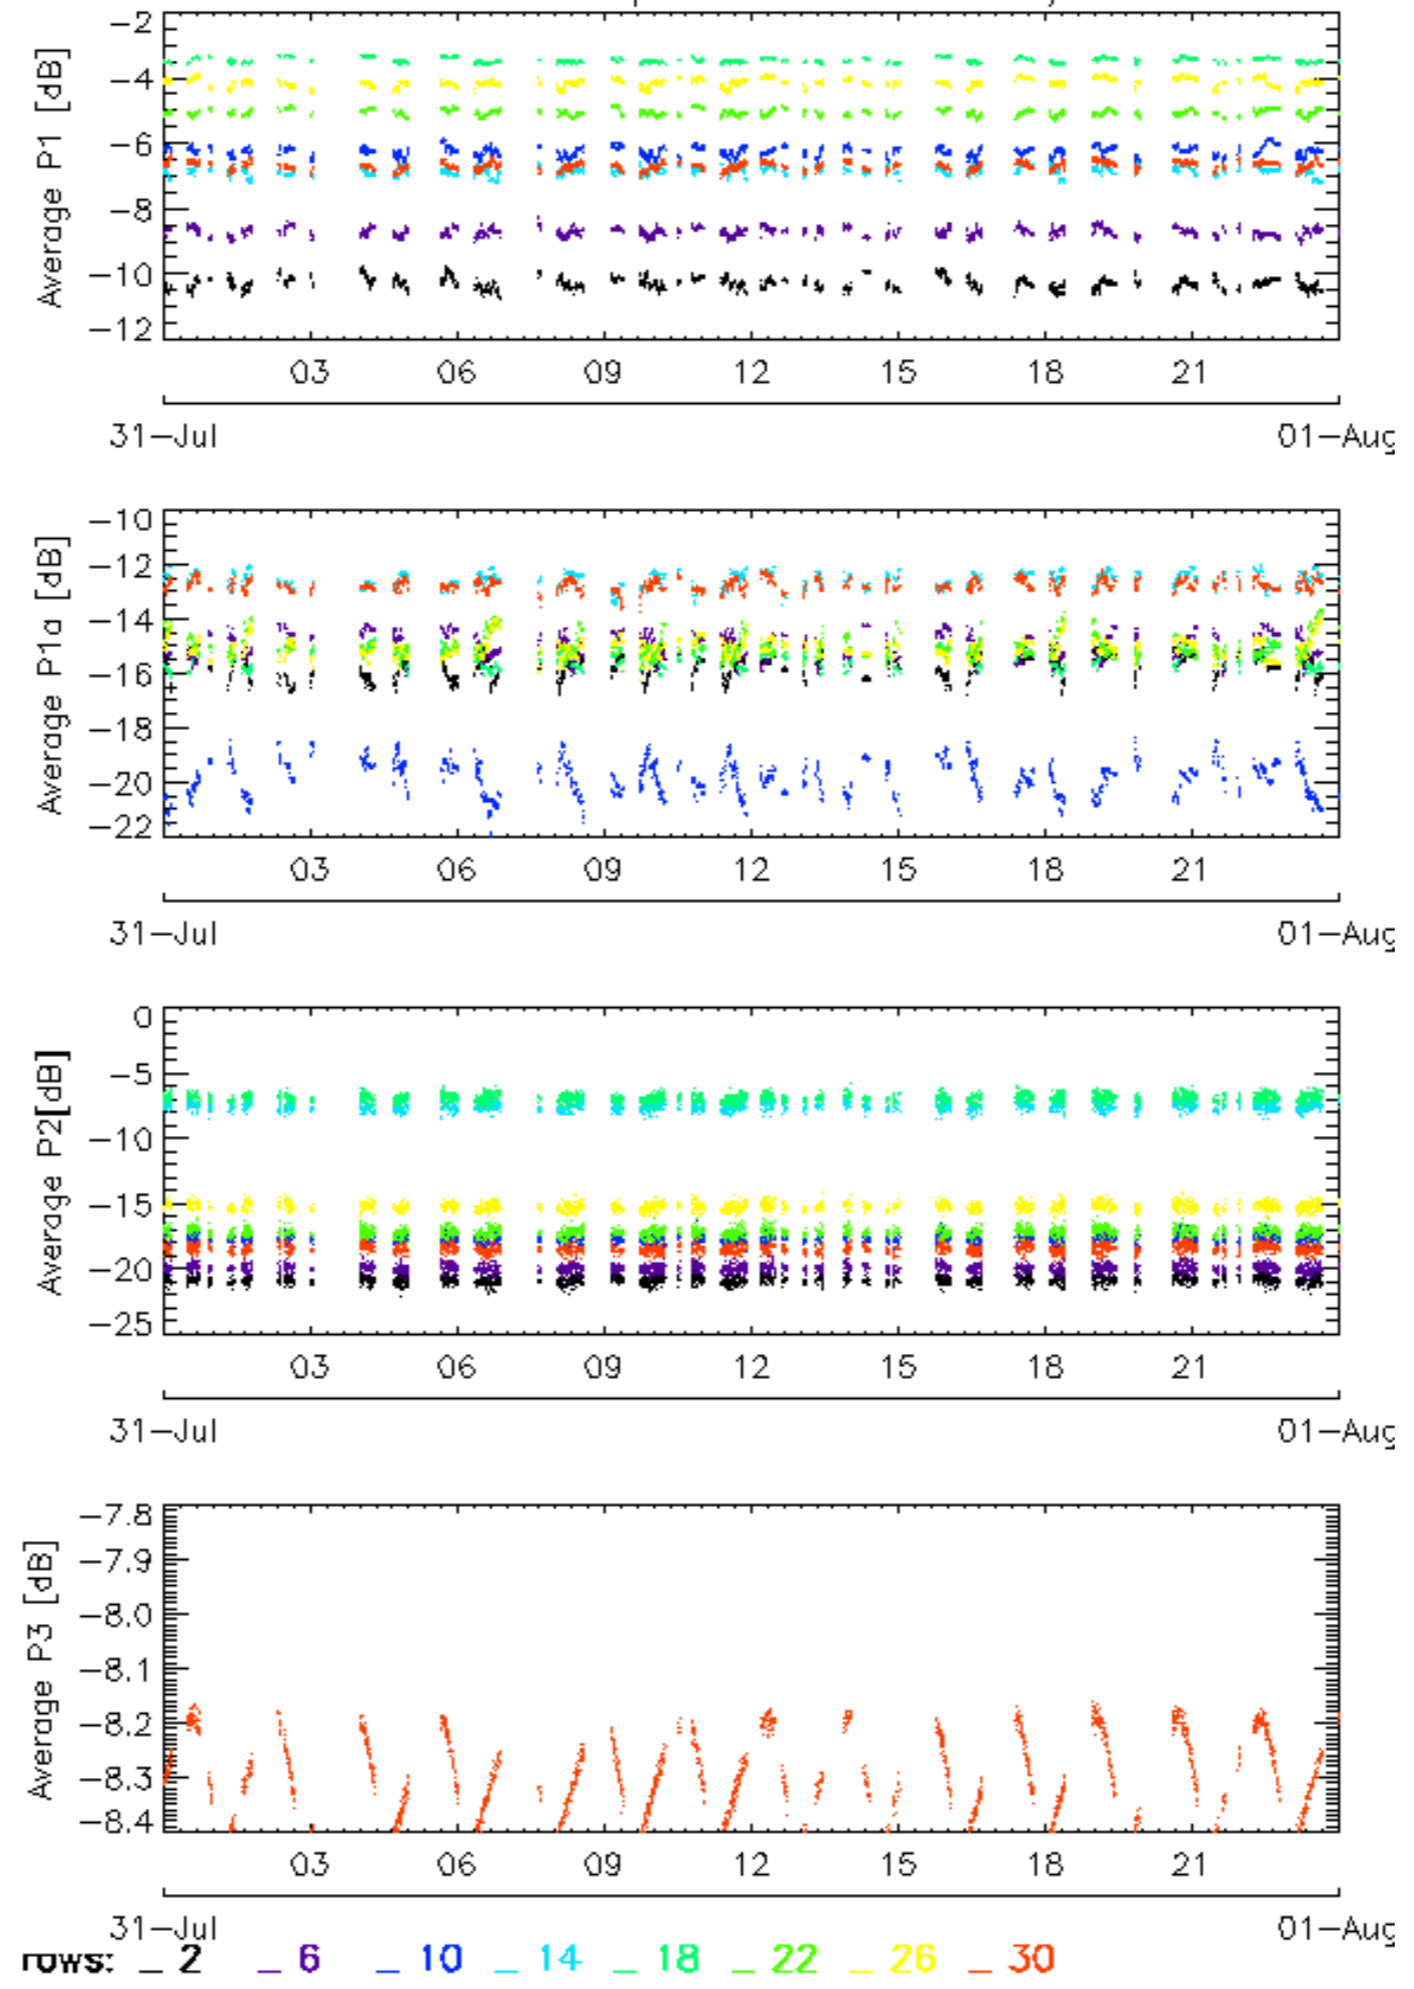 -2
-4
-6
-8
-10
-12
Average P1 [dB]
03 06 09 12 15 18 21
31-Jul 01-Aug
-10
-12
-14
-16
-18
-20
-22
Average P1a [dB]
03 06 09 12 15 18 21
31-Jul 01-Aug
0
-5
-10
-15
-20
-25
Average P2[dB]
03 06 09 12 15 18 21
31-Jul 01-Aug
-7.8
-7.9
-8.0
-8.1
-8.2
-8.3
-8.4
Average P3 [dB]
03 06 09 12 15 18 21
31-Jul 01-Aug
rows: _ 2 _ 6 _ 10 _ 14 _ 18 _ 22 _ 26 _ 30